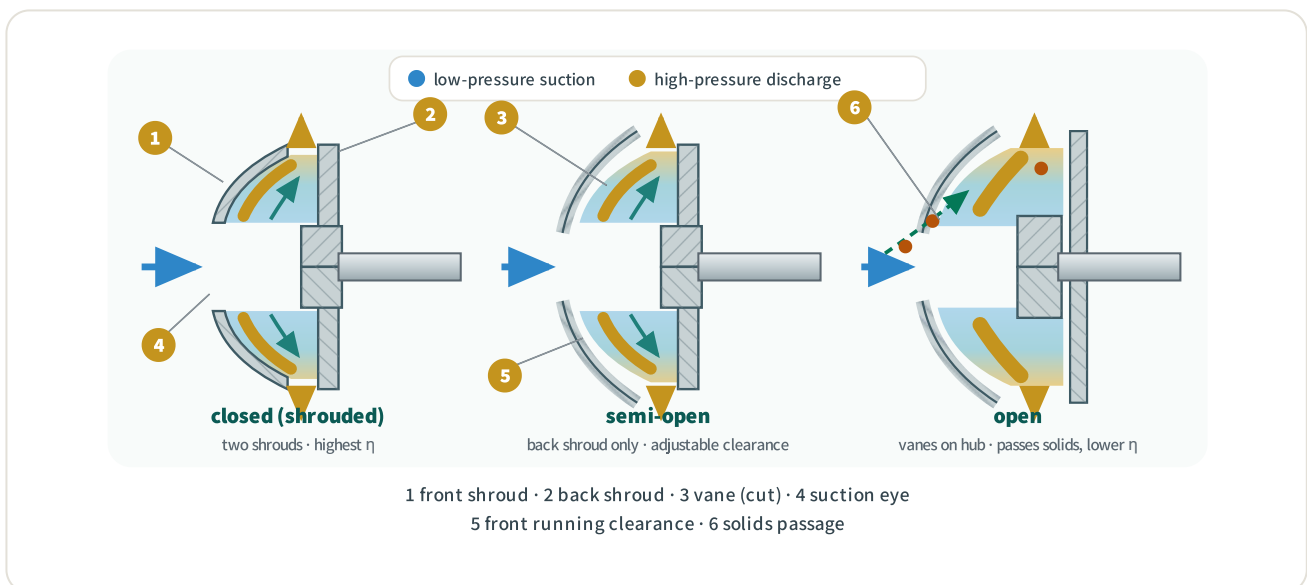 low-pressure suction
high-pressure discharge
1
2
3
6
4
5
closed (shrouded)
semi-open
open
two shrouds · highest η
back shroud only · adjustable clearance
vanes on hub · passes solids, lower η
1 front shroud · 2 back shroud · 3 vane (cut) · 4 suction eye
5 front running clearance · 6 solids passage